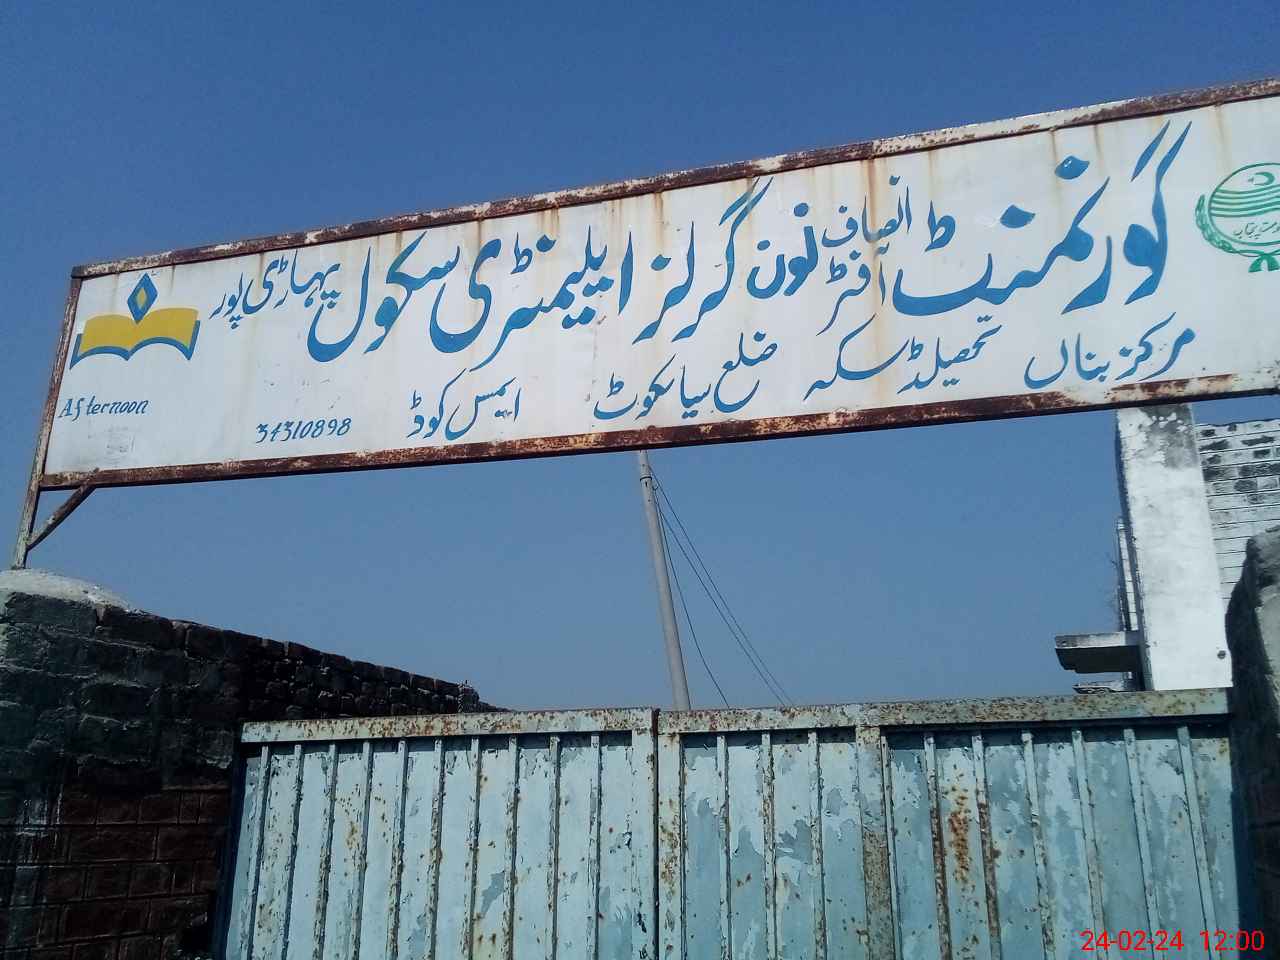 گورنمنٹ انصاف آفٹر نون گرلز ایلیمنٹری سکول پہاڑی پور
مرکز بناں تحصیل ڈسکہ ضلع سیالکوٹ ایمس کوڈ 34310898
Afternoon
24-02-24 12:00